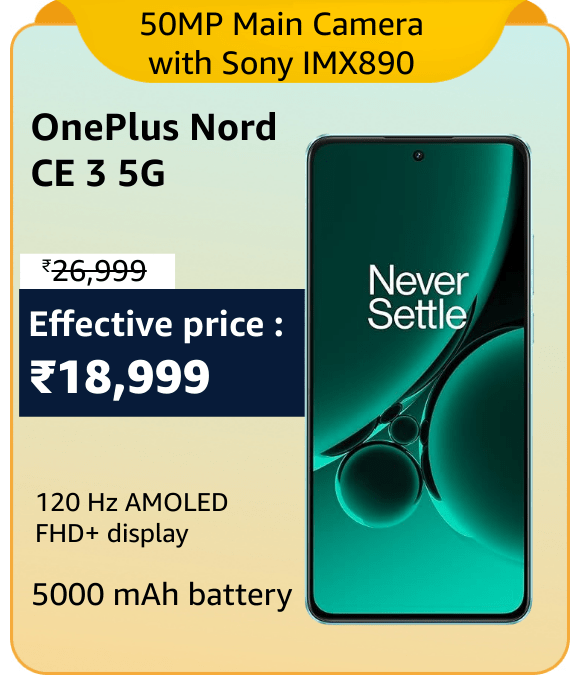 50MP Main Camera
with Sony IMX890
OnePlus Nord
CE 3 5G
₹26,999
Effective price :
₹18,999
Never
Settle
120 Hz AMOLED
FHD+ display
5000 mAh battery